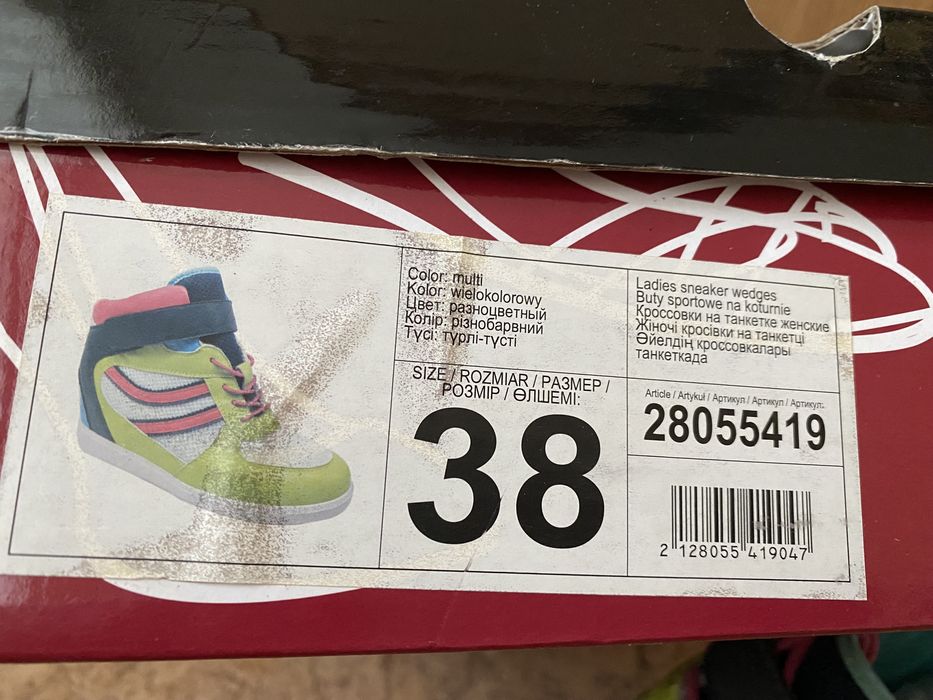 Color: multi
Kolor: wielokolorowy
Цвет: разноцветный
Колір: різнобарвний
Түсі: түрлі-түсті
SIZE / ROZMIAR / РАЗМЕР /
РОЗМІР / ӨЛШЕМІ:
38
Ladies sneaker wedges
Buty sportowe na koturnie
Кроссовки на танкетке женские
Жіночі кросівки на танкетці
Әйелдің кроссовкалары
танкеткада
Article / Artykuł / Артикул / Артикул / Артикул:
28055419
2 128055 419047